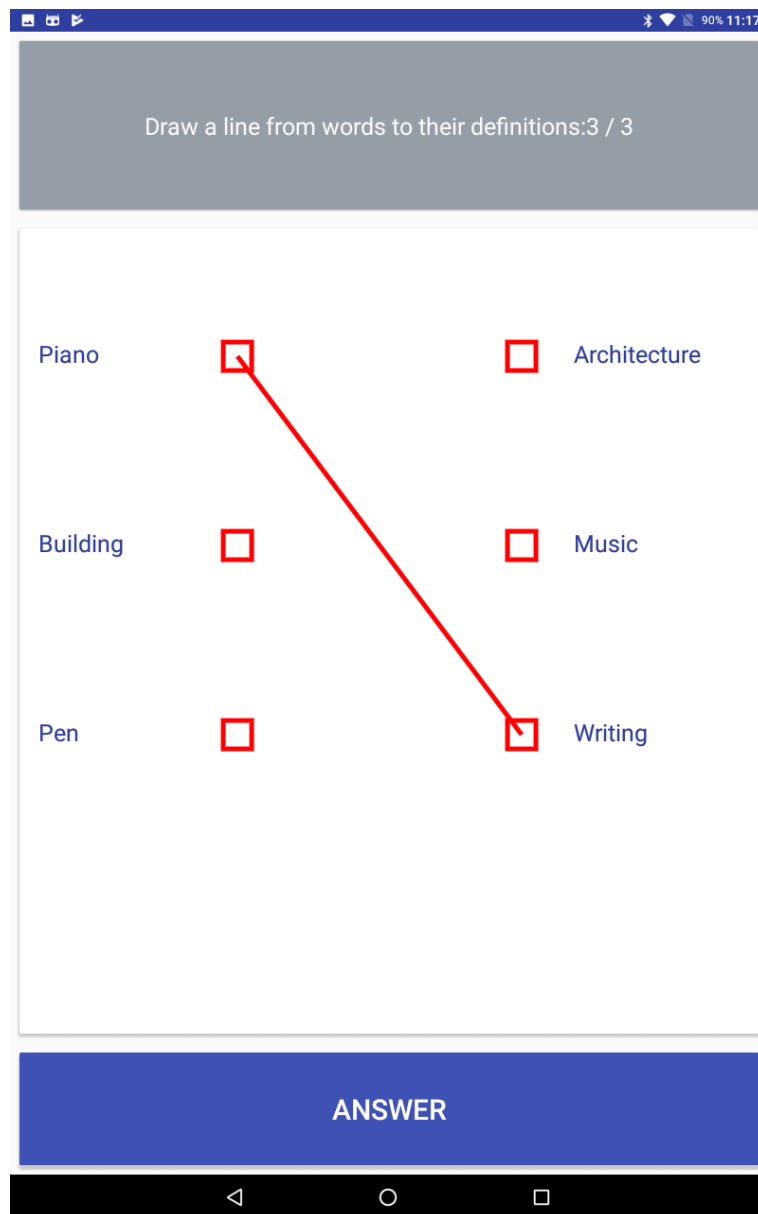 90% 11:17
Draw a line from words to their definitions:3 / 3
Piano Architecture
Building Music
Pen Writing
ANSWER